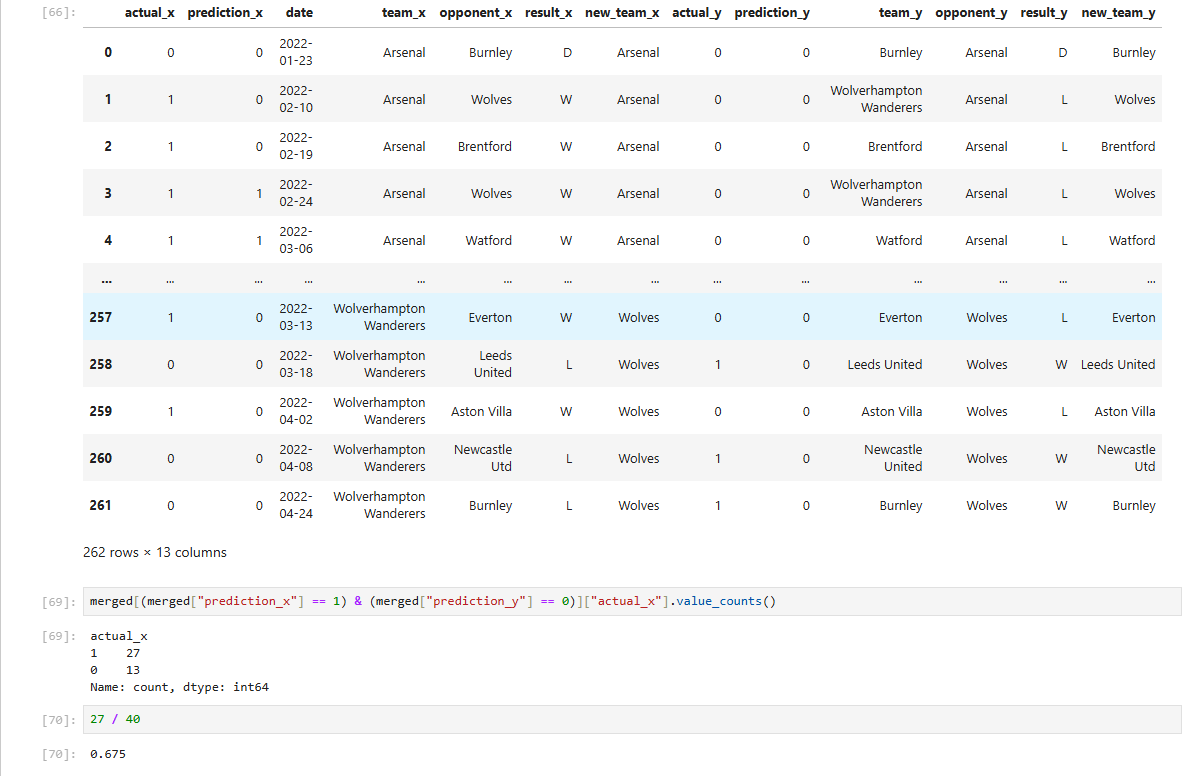 [66]: actual_x prediction_x date team_x opponent_x result_x new_team_x actual_y prediction_y team_y opponent_y result_y new_team_y
0 0 0 2022-01-23 Arsenal Burnley D Arsenal 0 0 Burnley Arsenal D Burnley
1 1 0 2022-02-10 Arsenal Wolves W Arsenal 0 0 Wolverhampton Wanderers Arsenal L Wolves
2 1 0 2022-02-19 Arsenal Brentford W Arsenal 0 0 Brentford Arsenal L Brentford
3 1 1 2022-02-24 Arsenal Wolves W Arsenal 0 0 Wolverhampton Wanderers Arsenal L Wolves
4 1 1 2022-03-06 Arsenal Watford W Arsenal 0 0 Watford Arsenal L Watford
... ... ... ... ... ... ... ... ... ... ... ... ... ...
257 1 0 2022-03-13 Wolverhampton Wanderers Everton W Wolves 0 0 Everton Wolves L Everton
258 0 0 2022-03-18 Wolverhampton Wanderers Leeds United L Wolves 1 0 Leeds United Wolves W Leeds United
259 1 0 2022-04-02 Wolverhampton Wanderers Aston Villa W Wolves 0 0 Aston Villa Wolves L Aston Villa
260 0 0 2022-04-08 Wolverhampton Wanderers Newcastle Utd L Wolves 1 0 Newcastle United Wolves W Newcastle Utd
261 0 0 2022-04-24 Wolverhampton Wanderers Burnley L Wolves 1 0 Burnley Wolves W Burnley
262 rows × 13 columns
[69]: merged[(merged["prediction_x"] == 1) & (merged["prediction_y"] == 0)]["actual_x"].value_counts()
[69]: actual_x
1    27
0    13
Name: count, dtype: int64
[70]: 27 / 40
[70]: 0.675